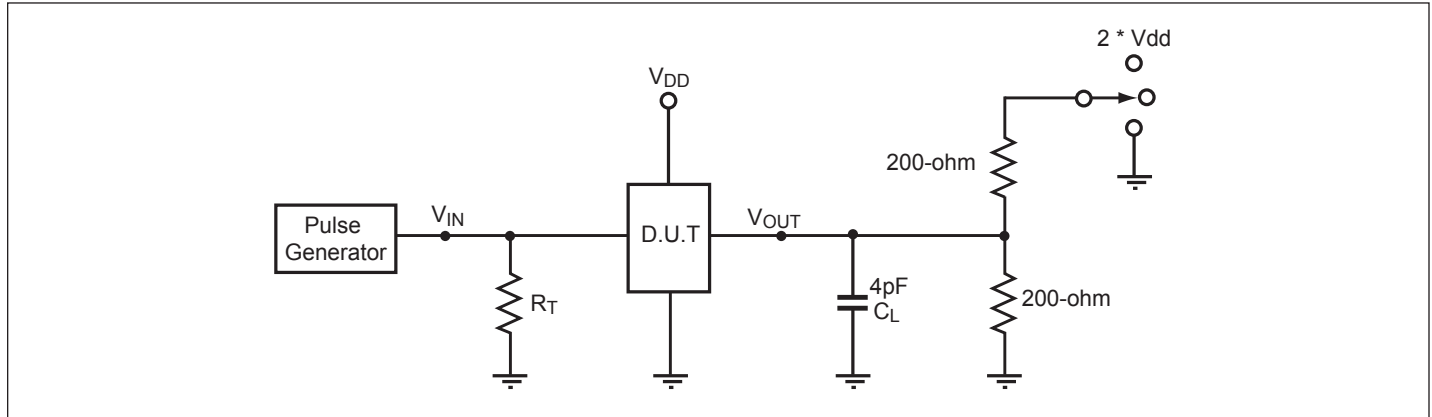 2 * Vdd
VDD
200-ohm
VIN
VOUT
Pulse
Generator
D.U.T
4pF
CL
200-ohm
RT